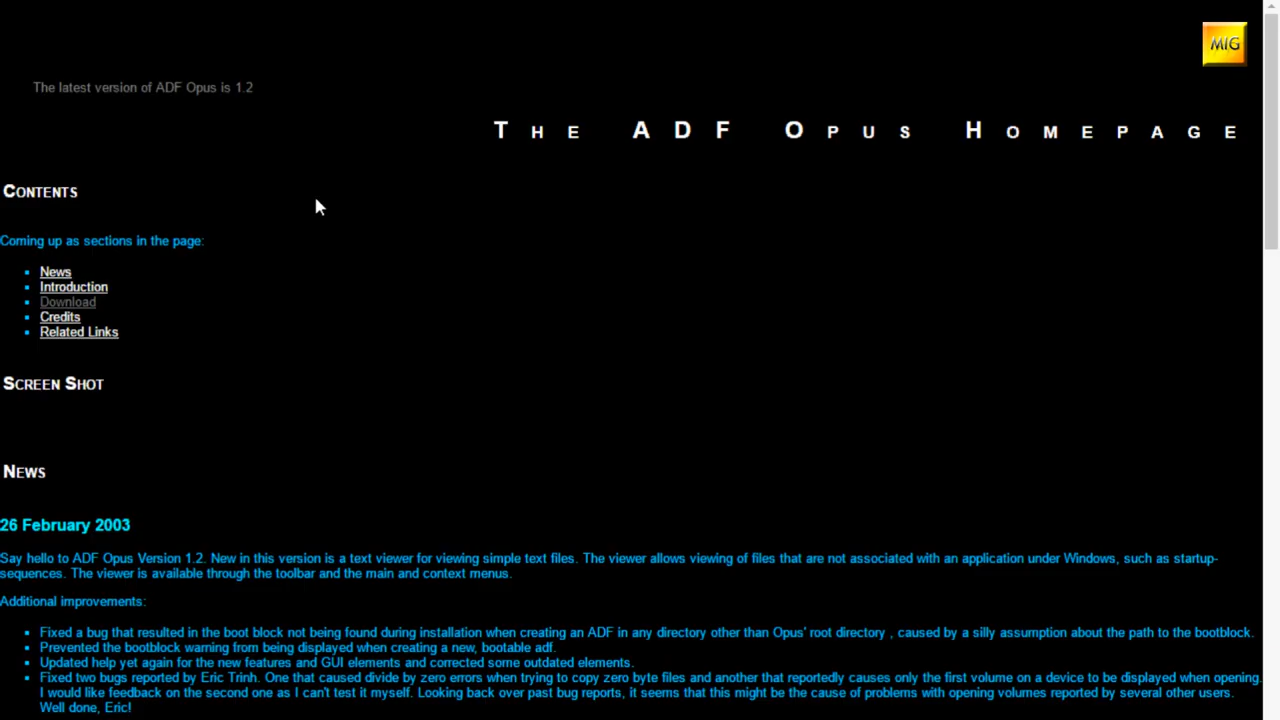 MIG
The latest version of ADF Opus is 1.2
The ADF Opus Homepage
Contents
Coming up as sections in the page:
News
Introduction
Download
Credits
Related Links
Screen Shot
News
26 February 2003
Say hello to ADF Opus Version 1.2. New in this version is a text viewer for viewing simple text files. The viewer allows viewing of files that are not associated with an application under Windows, such as startup-
sequences. The viewer is available through the toolbar and the main and context menus.
Additional improvements:
Fixed a bug that resulted in the boot block not being found during installation when creating an ADF in any directory other than Opus' root directory , caused by a silly assumption about the path to the bootblock.
Prevented the bootblock warning from being displayed when creating a new, bootable adf.
Updated help yet again for the new features and GUI elements and corrected some outdated elements.
Fixed two bugs reported by Eric Trinh. One that caused divide by zero errors when trying to copy zero byte files and another that reportedly causes only the first volume on a device to be displayed when opening.
I would like feedback on the second one as I can't test it myself. Looking back over past bug reports, it seems that this might be the cause of problems with opening volumes reported by several other users.
Well done, Eric!